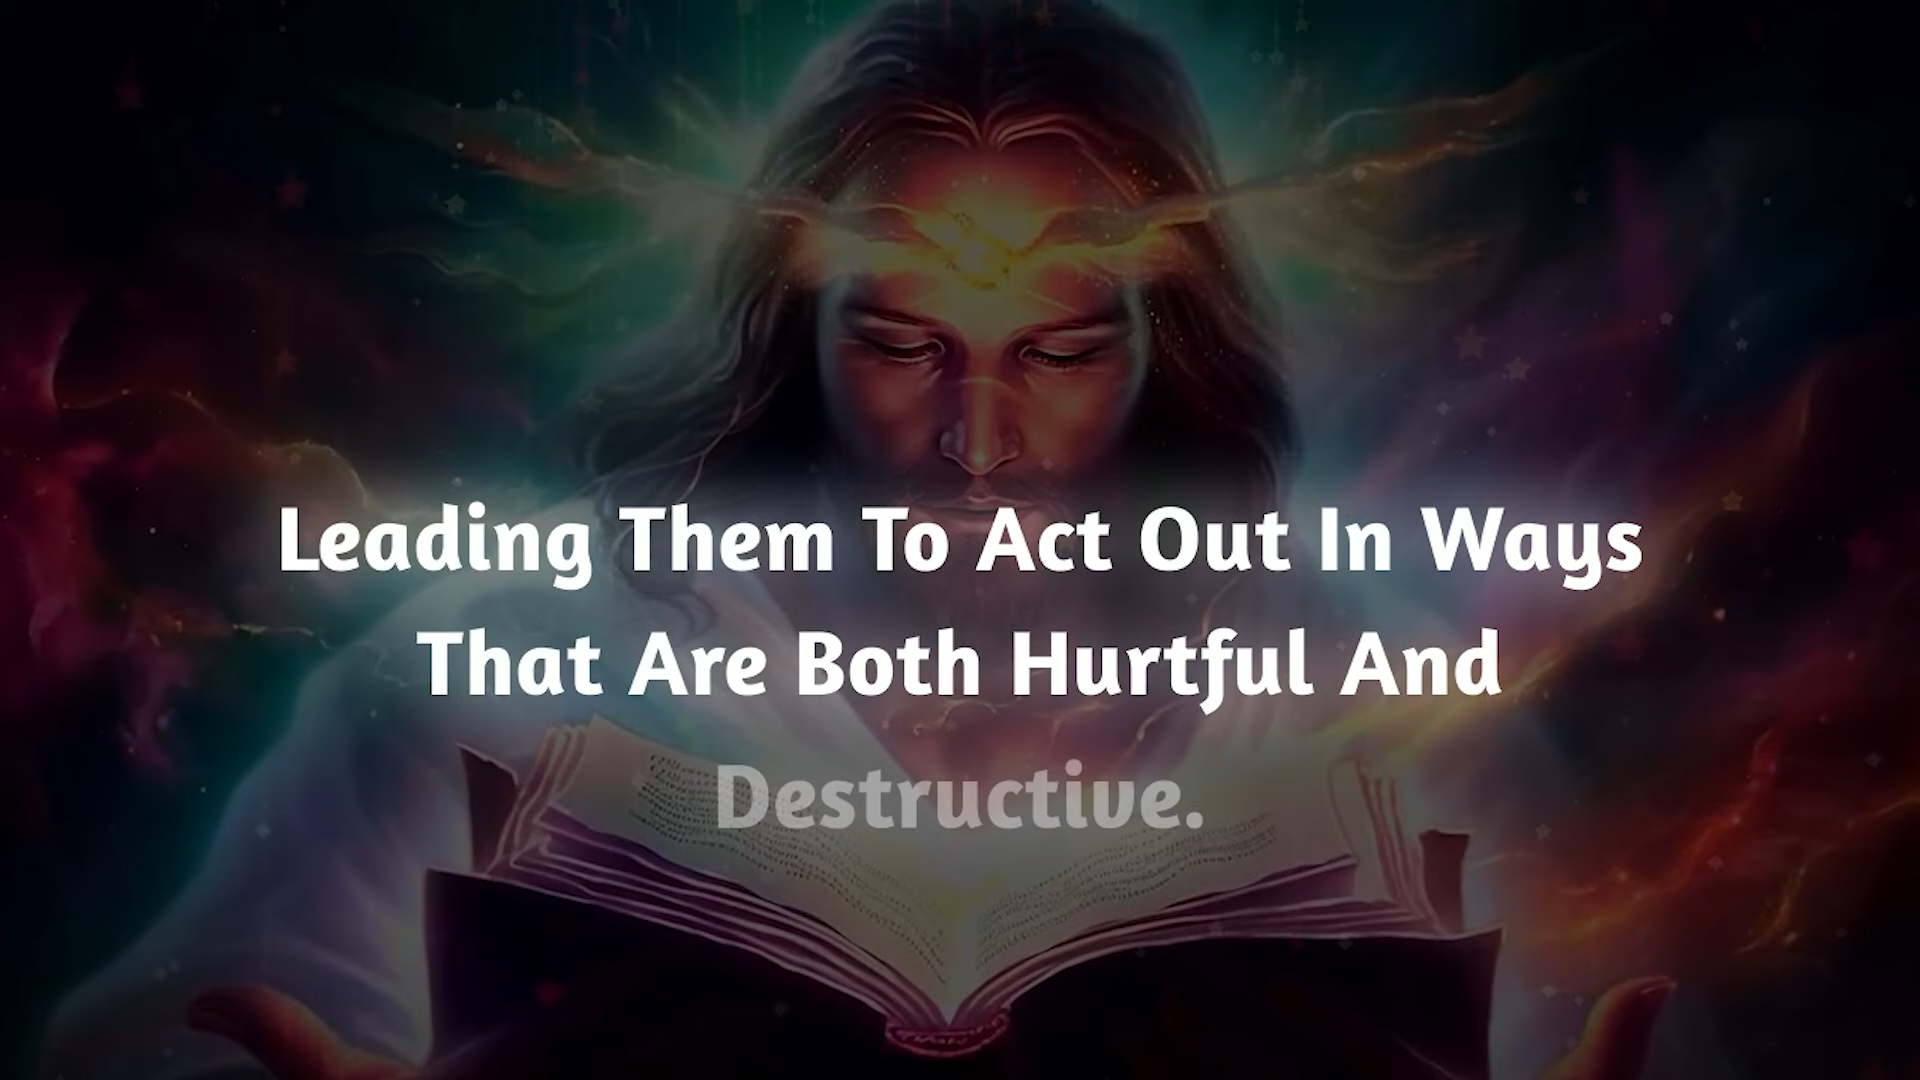 Leading Them To Act Out In Ways
That Are Both Hurtful And
Destructive.